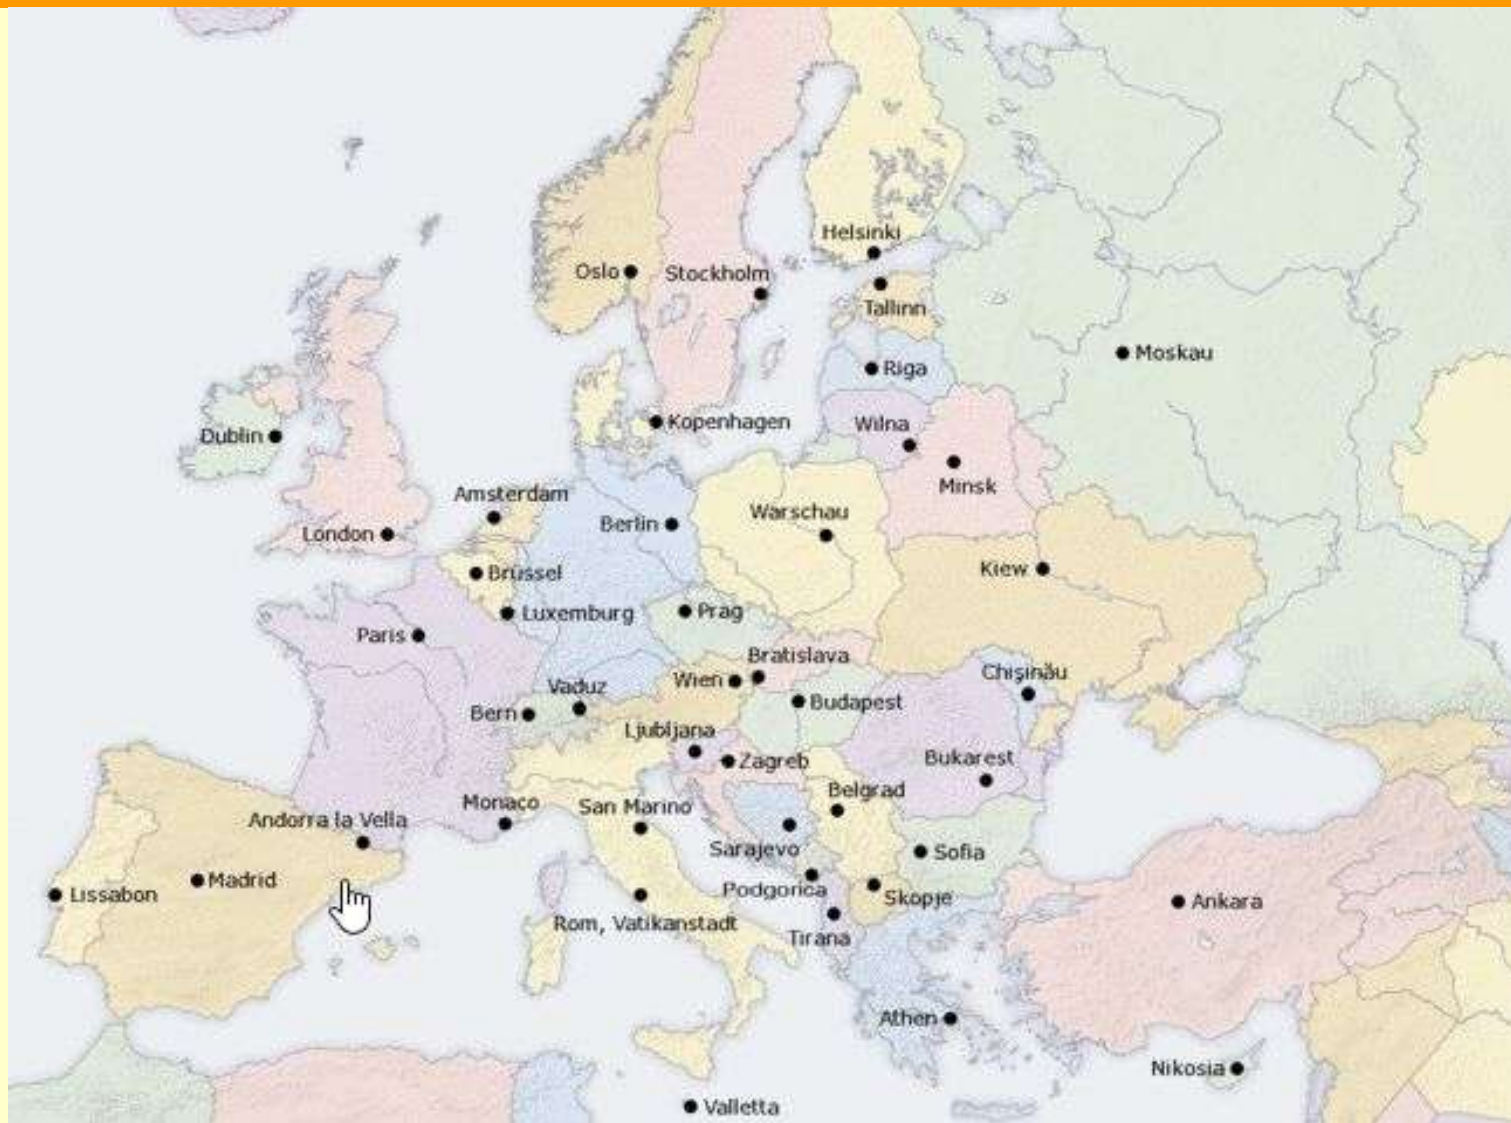 Helsinki
Oslo
Stockholm
Tallinn
Moskau
Riga
Kopenhagen
Wilna
Dublin
Minsk
Amsterdam
Warschau
Berlin
London
Kiew
Brüssel
Luxemburg
Prag
Paris
Bratislava
Chişinău
Wien
Vaduz
Budapest
Bern
Ljubljana
Bukarest
Zagreb
Belgrad
Monaco
San Marino
Andorra la Vella
Sarajevo
Sofia
Madrid
Podgorica
Lissabon
Skopje
Ankara
Rom, Vatikanstadt
Tirana
Athen
Nikosia
Valletta